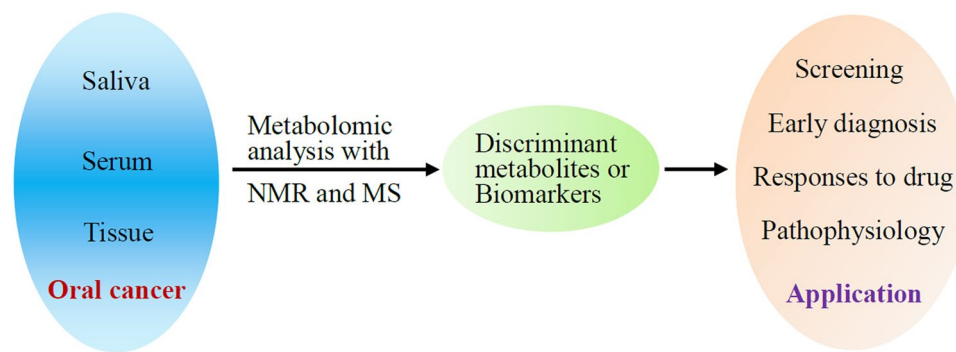 Saliva
Serum
Tissue
Oral cancer
Metabolomic
analysis with
NMR and MS
Discriminant
metabolites or
Biomarkers
Screening
Early diagnosis
Responses to drug
Pathophysiology
Application